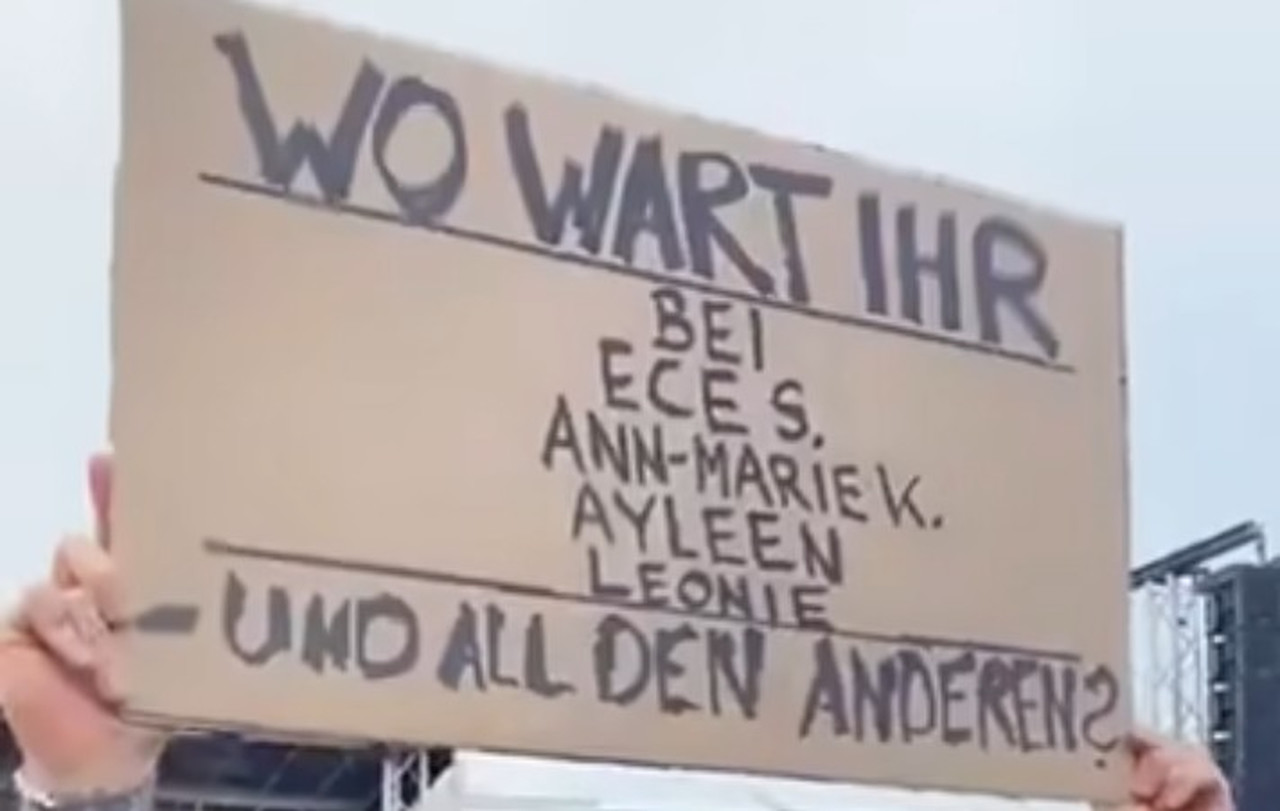 WO WART IHR
BEI
ECE S.
ANN-MARIE K.
AYLEEN
LEONIE
- UND ALL DEN ANDEREN?